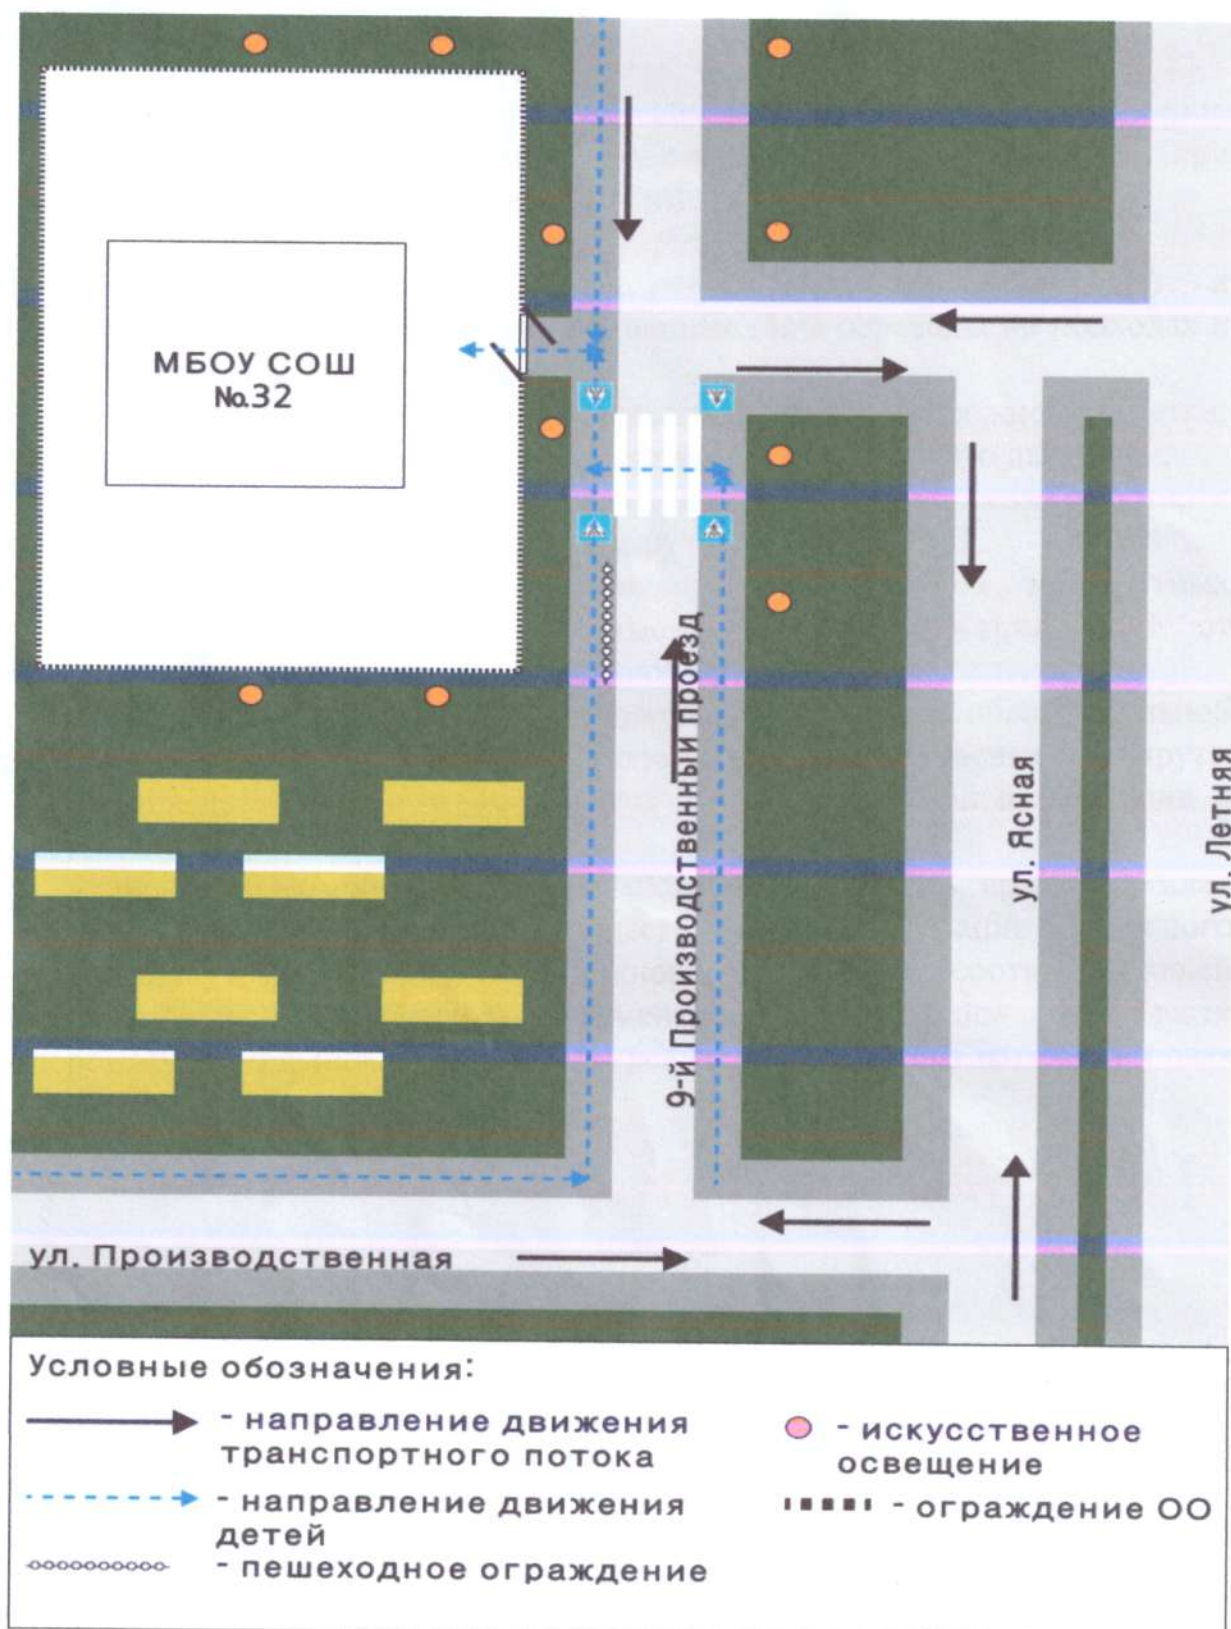 МБОУ СОШ
№32
9-й Производственный проезд
ул. Ясная
ул. Летняя
ул. Производственная
Условные обозначения:
- направление движения
транспортного потока
- направление движения
детей
- пешеходное ограждение
- искусственное
освещение
- ограждение ОО